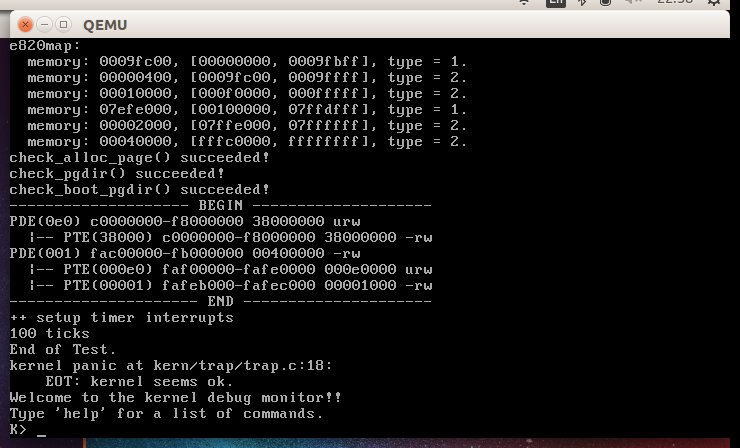 QEMU
e820map:
  memory: 0009fc00, [00000000, 0009fbff], type = 1.
  memory: 00000400, [0009fc00, 0009ffff], type = 2.
  memory: 00010000, [000f0000, 000fffff], type = 2.
  memory: 07efe000, [00100000, 07ffdfff], type = 1.
  memory: 00002000, [07ffe000, 07ffffff], type = 2.
  memory: 00040000, [fffc0000, ffffffff], type = 2.
check_alloc_page() succeeded!
check_pgdir() succeeded!
check_boot_pgdir() succeeded!
-------------------- BEGIN --------------------
PDE(0e0) c0000000-f8000000 38000000 urw
  |-- PTE(38000) c0000000-f8000000 38000000 -rw
PDE(001) fac00000-fb000000 00400000 -rw
  |-- PTE(000e0) faf00000-fafe0000 000e0000 urw
  |-- PTE(00001) fafeb000-fafec000 00001000 -rw
--------------------- END ---------------------
++ setup timer interrupts
100 ticks
End of Test.
kernel panic at kern/trap/trap.c:18:
    EOT: kernel seems ok.
Welcome to the kernel debug monitor!!
Type 'help' for a list of commands.
K> _